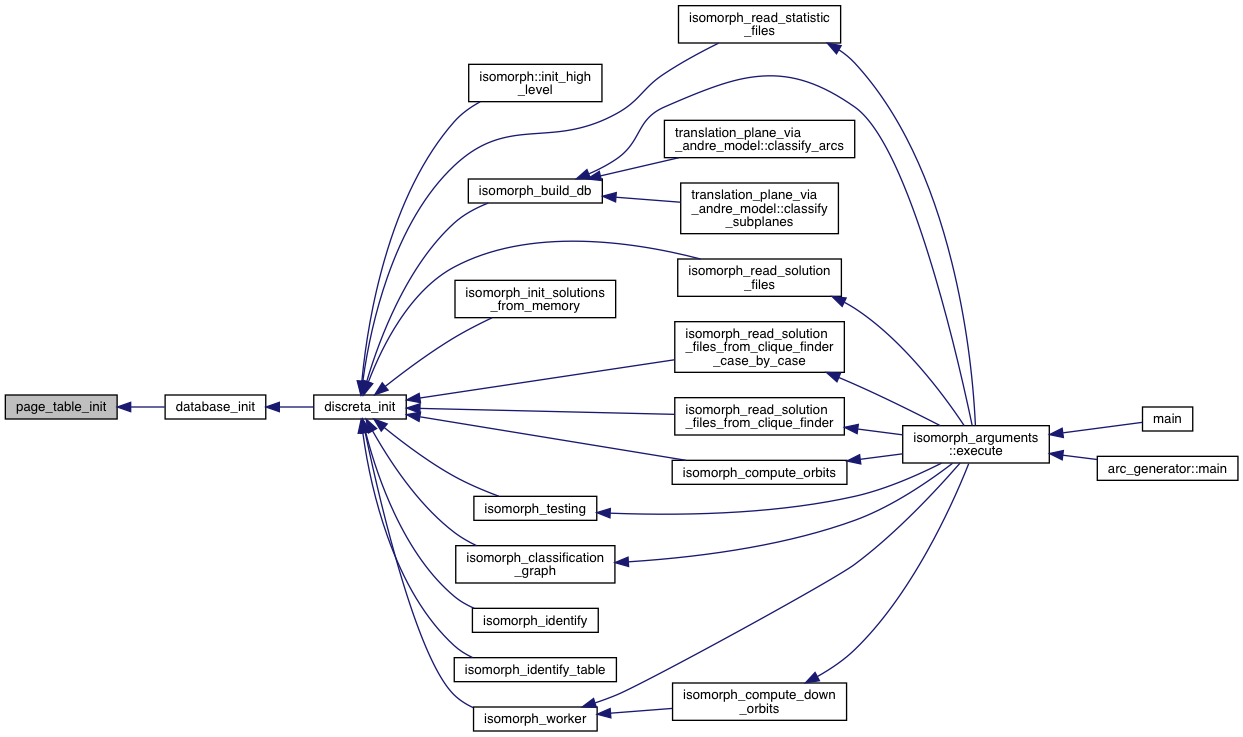 isomorph_read_statistic
_files
isomorph::init_high
_level
translation_plane_via
_andre_model::classify_arcs
isomorph_build_db
translation_plane_via
_andre_model::classify
_subplanes
isomorph_read_solution
_files
isomorph_init_solutions
_from_memory
isomorph_read_solution
_files_from_clique_finder
_case_by_case
page_table_init
database_init
discreta_init
isomorph_read_solution
_files_from_clique_finder
isomorph_arguments
::execute
main
arc_generator::main
isomorph_compute_orbits
isomorph_testing
isomorph_classification
_graph
isomorph_identify
isomorph_identify_table
isomorph_compute_down
_orbits
isomorph_worker